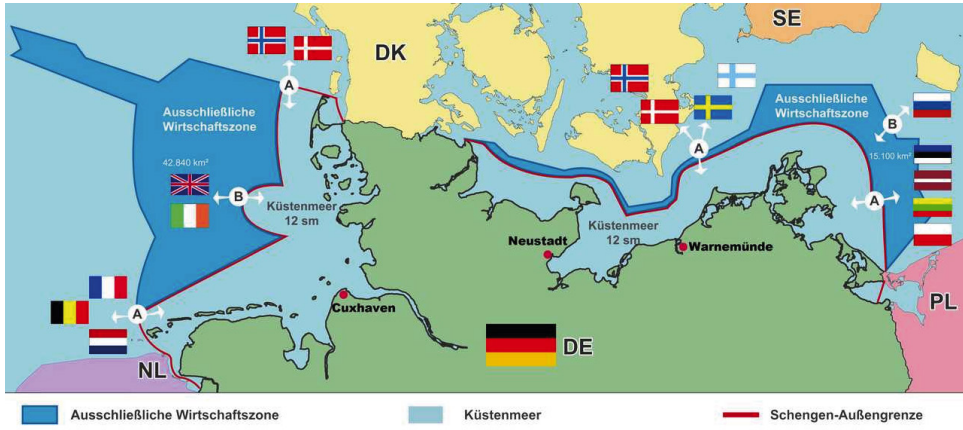 SE
DK
A
Ausschließliche
Wirtschaftszone
42.840 km²
B
Küstenmeer
12 sm
A
NL
Cuxhaven
Neustadt
Küstenmeer
12 sm
Warnemünde
DE
A
Ausschließliche
Wirtschaftszone
B
15.100 km²
A
PL
Ausschließliche Wirtschaftszone
Küstenmeer
Schengen-Außengrenze